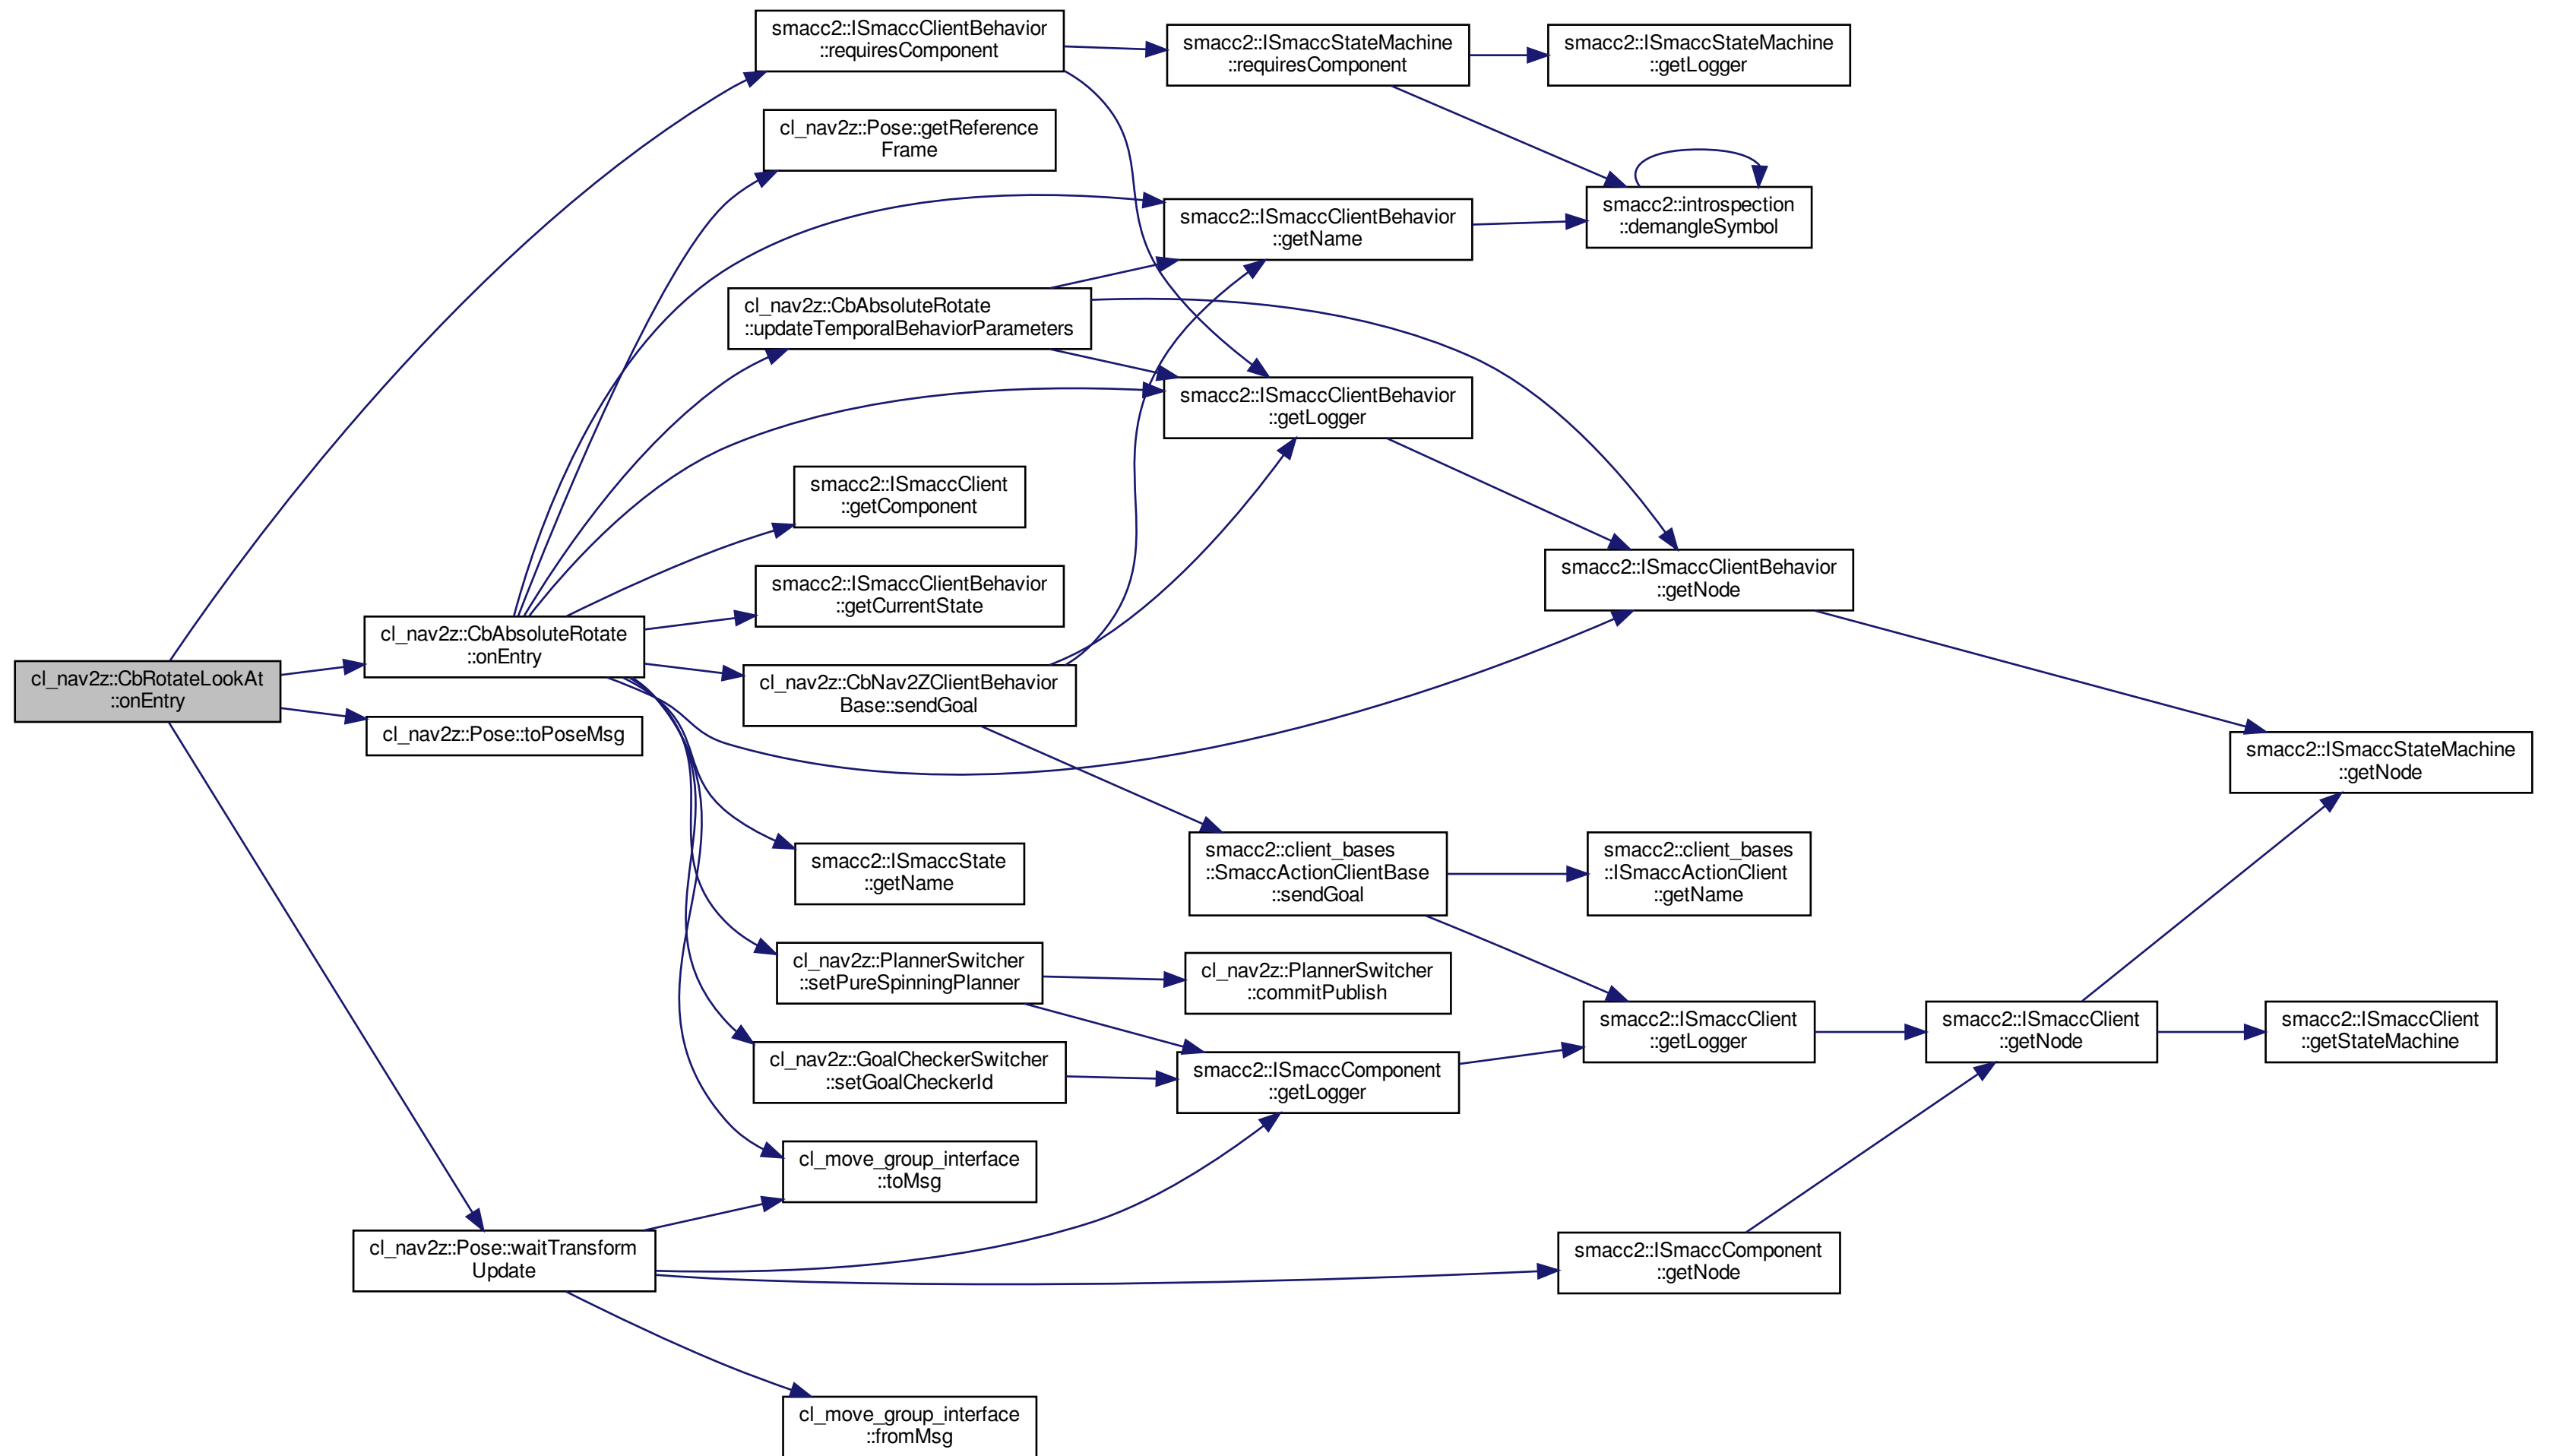 smacc2::ISmaccClientBehavior
::requiresComponent
smacc2::ISmaccStateMachine
::requiresComponent
smacc2::ISmaccStateMachine
::getLogger
cl_nav2z::Pose::getReference
Frame
smacc2::introspection
::demangleSymbol
smacc2::ISmaccClientBehavior
::getName
cl_nav2z::CbAbsoluteRotate
::updateTemporalBehaviorParameters
smacc2::ISmaccClientBehavior
::getLogger
smacc2::ISmaccClient
::getComponent
smacc2::ISmaccClientBehavior
::getCurrentState
smacc2::ISmaccClientBehavior
::getNode
cl_nav2z::CbAbsoluteRotate
::onEntry
cl_nav2z::CbRotateLookAt
::onEntry
cl_nav2z::CbNav2ZClientBehavior
Base::sendGoal
cl_nav2z::Pose::toPoseMsg
smacc2::ISmaccStateMachine
::getNode
smacc2::ISmaccState
::getName
smacc2::client_bases
::SmaccActionClientBase
::sendGoal
smacc2::client_bases
::ISmaccActionClient
::getName
cl_nav2z::PlannerSwitcher
::setPureSpinningPlanner
cl_nav2z::PlannerSwitcher
::commitPublish
smacc2::ISmaccClient
::getLogger
smacc2::ISmaccClient
::getNode
smacc2::ISmaccClient
::getStateMachine
cl_nav2z::GoalCheckerSwitcher
::setGoalCheckerId
smacc2::ISmaccComponent
::getLogger
cl_move_group_interface
::toMsg
cl_nav2z::Pose::waitTransform
Update
smacc2::ISmaccComponent
::getNode
cl_move_group_interface
::fromMsg